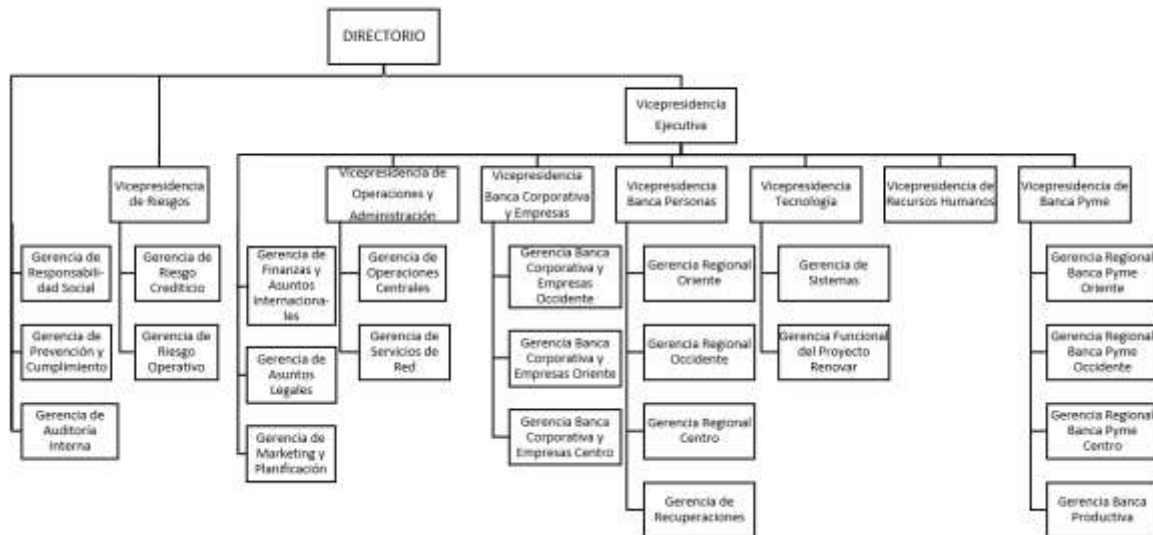 DIRECTORIO
Vicepresidencia
Ejecutiva
Vicepresidencia
de Riesgos
Vicepresidencia de
Operaciones y
Administración
Vicepresidencia
Banca Corporativa
y Empresas
Vicepresidencia
Banca Personas
Vicepresidencia
Tecnología
Vicepresidencia de
Recursos Humanos
Vicepresidencia de
Banca Pyme
Gerencia de
Responsabili-
dad Social
Gerencia de
Prevención y
Cumplimiento
Gerencia de
Auditoría
Interna
Gerencia de
Riesgo
Crediticio
Gerencia de
Riesgo
Operativo
Gerencia de
Finanzas y
Asuntos
Internaciona-
les
Gerencia de
Asuntos
Legales
Gerencia de
Marketing y
Planificación
Gerencia de
Operaciones
Centrales
Gerencia de
Servicios de
Red
Gerencia Banca
Corporativa y
Empresas
Occidente
Gerencia Banca
Corporativa y
Empresas Oriente
Gerencia Banca
Corporativa y
Empresas Centro
Gerencia Regional
Oriente
Gerencia Regional
Occidente
Gerencia Regional
Centro
Gerencia de
Recuperaciones
Gerencia de
Sistemas
Gerencia Funcional
del Proyecto
Renovar
Gerencia Regional
Banca Pyme
Oriente
Gerencia Regional
Banca Pyme
Occidente
Gerencia Regional
Banca Pyme
Centro
Gerencia Banca
Productiva